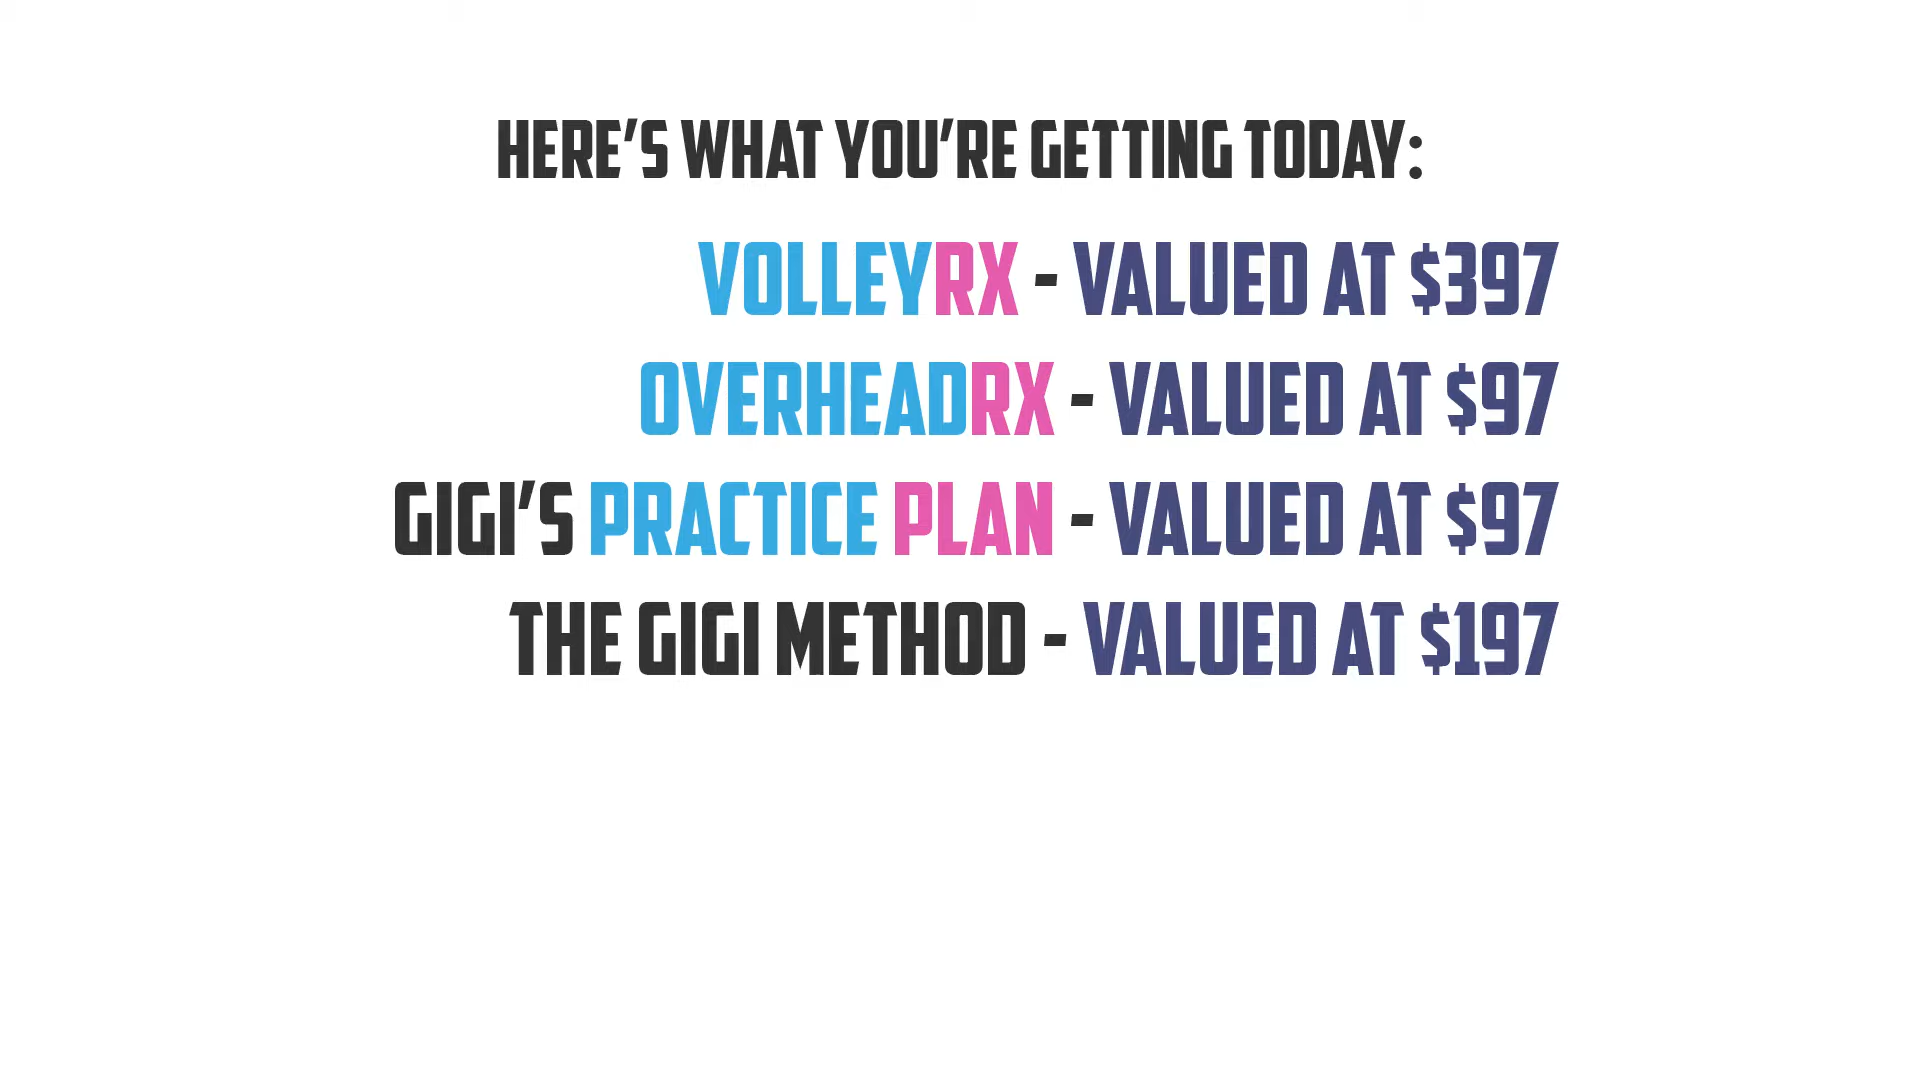 HERE'S WHAT YOU'RE GETTING TODAY:
VOLLEYRX - VALUED AT $397
OVERHEADRX - VALUED AT $97
GIGI'S PRACTICE PLAN - VALUED AT $97
THE GIGI METHOD - VALUED AT $197